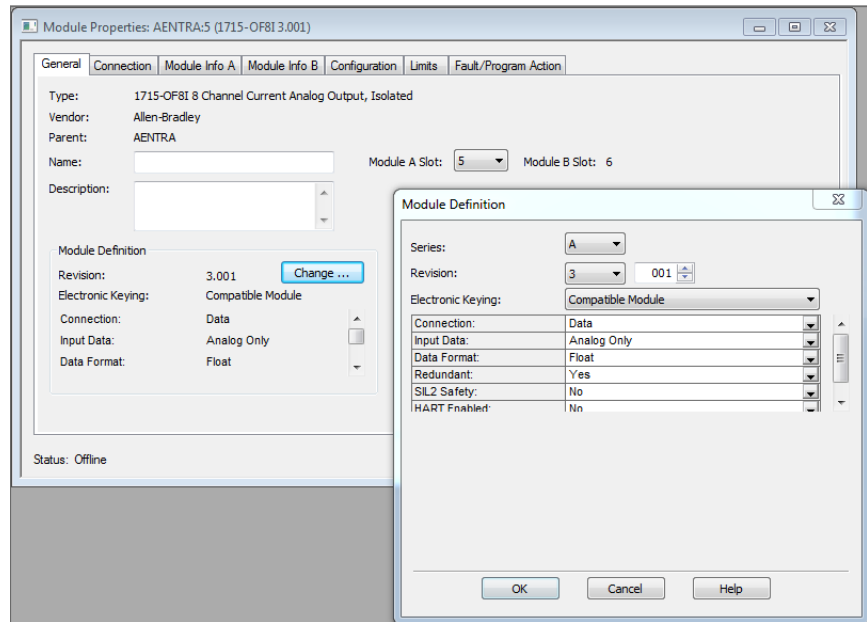 Module Properties: AENTRA:5 (1715-OF8I 3.001)
General Connection Module Info A Module Info B Configuration Limits Fault/Program Action
Type: 1715-OF8I 8 Channel Current Analog Output, Isolated
Vendor: Allen-Bradley
Parent: AENTRA
Name: Module A Slot: 5 Module B Slot: 6
Description:
Module Definition
Revision: 3.001 Change ...
Electronic Keying: Compatible Module
Connection: Data
Input Data: Analog Only
Data Format: Float
Status: Offline
Module Definition
Series: A
Revision: 3 001
Electronic Keying: Compatible Module
Connection: Data
Input Data: Analog Only
Data Format: Float
Redundant: Yes
SIL2 Safety: No
HART Enabled: No
OK Cancel Help